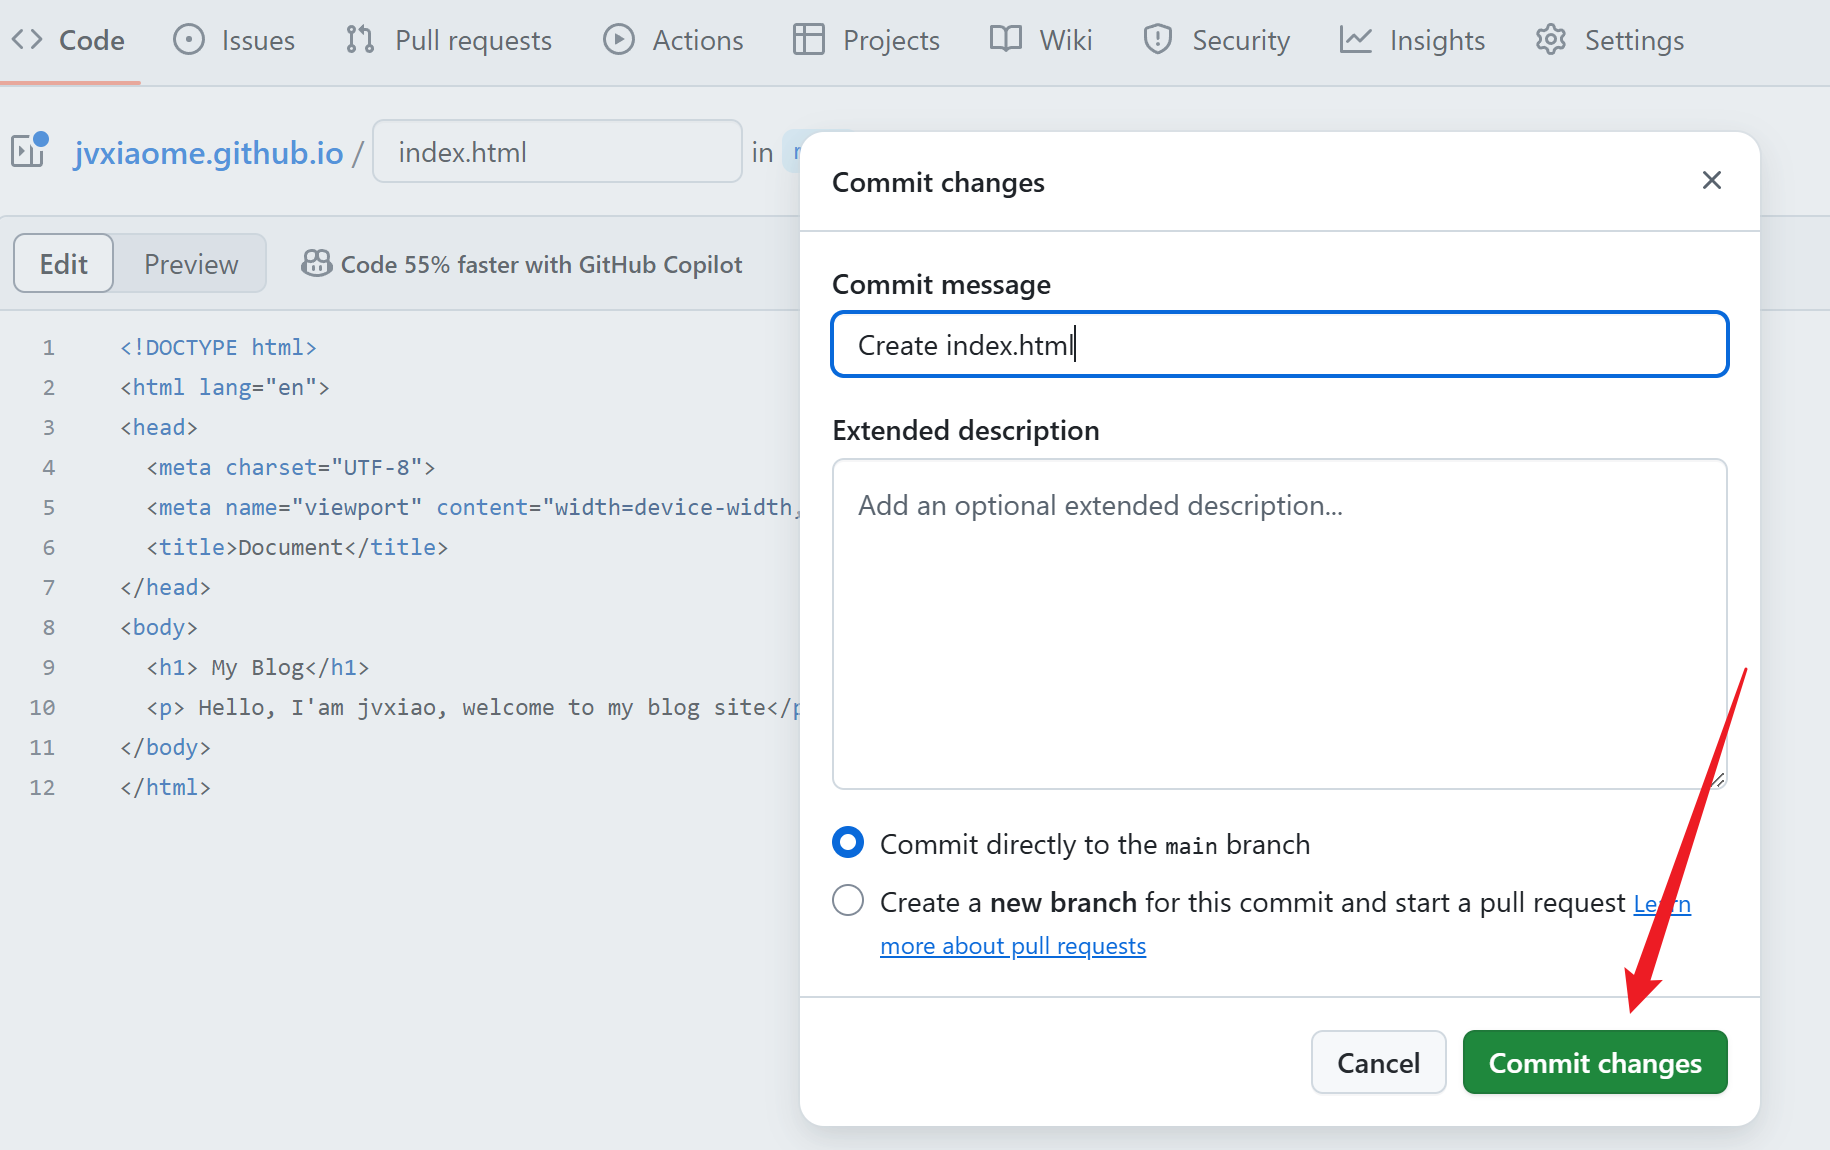 Code Issues Pull requests Actions Projects Wiki Security Insights Settings
jvxiaome.github.io / index.html in
Edit Preview Code 55% faster with GitHub Copilot
1 <!DOCTYPE html>
2 <html lang="en">
3 <head>
4 <meta charset="UTF-8">
5 <meta name="viewport" content="width=device-width,
6 <title>Document</title>
7 </head>
8 <body>
9 <h1> My Blog</h1>
10 <p> Hello, I'am jvxiao, welcome to my blog site</p
11 </body>
12 </html>
Commit changes
Commit message
Create index.html
Extended description
Add an optional extended description...
Commit directly to the main branch
Create a new branch for this commit and start a pull request Learn
more about pull requests
Cancel Commit changes